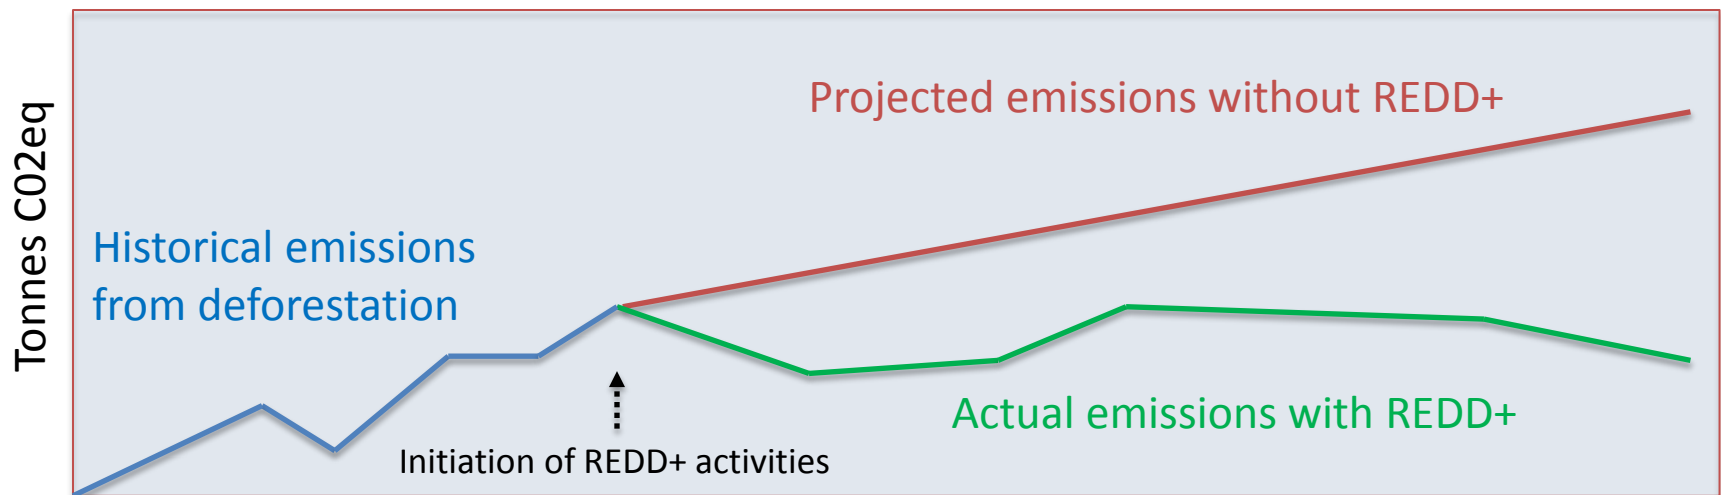 Tonnes C02eq
Projected emissions without REDD+
Historical emissions
from deforestation
Actual emissions with REDD+
Initiation of REDD+ activities